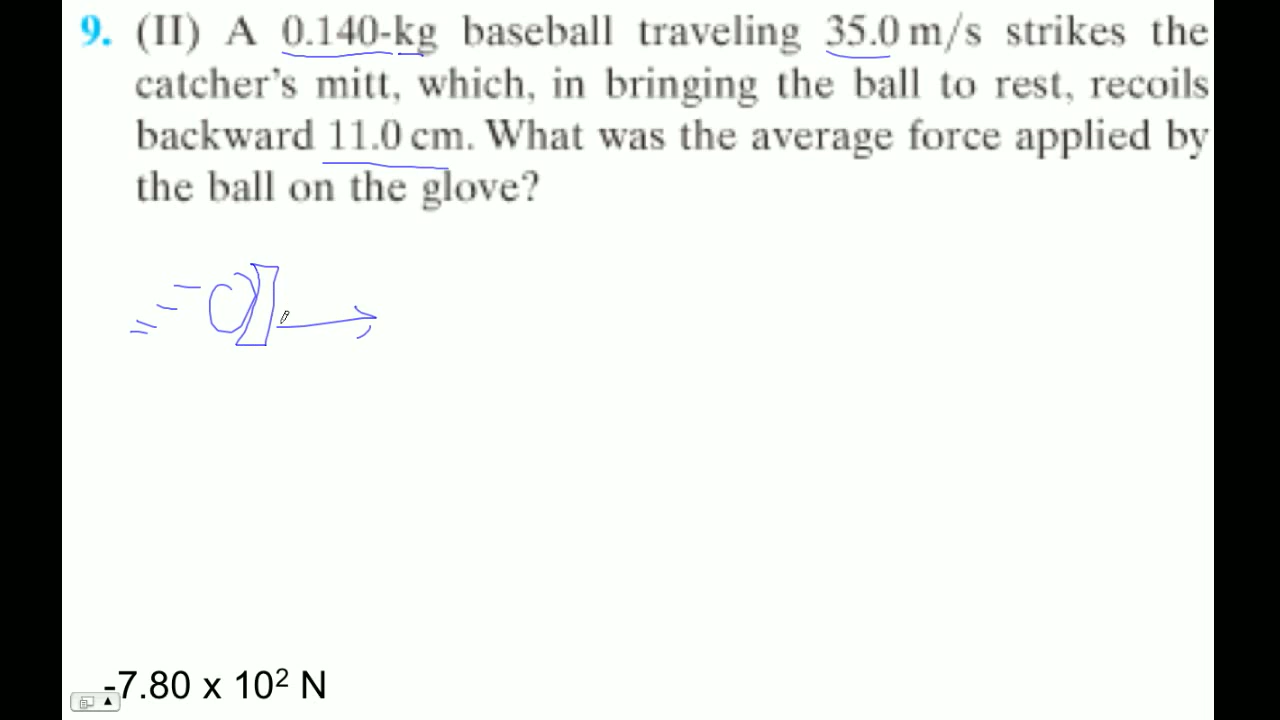 9. (II) A 0.140-kg baseball traveling 35.0 m/s strikes the
catcher's mitt, which, in bringing the ball to rest, recoils
backward 11.0 cm. What was the average force applied by
the ball on the glove?
-7.80 x 10² N